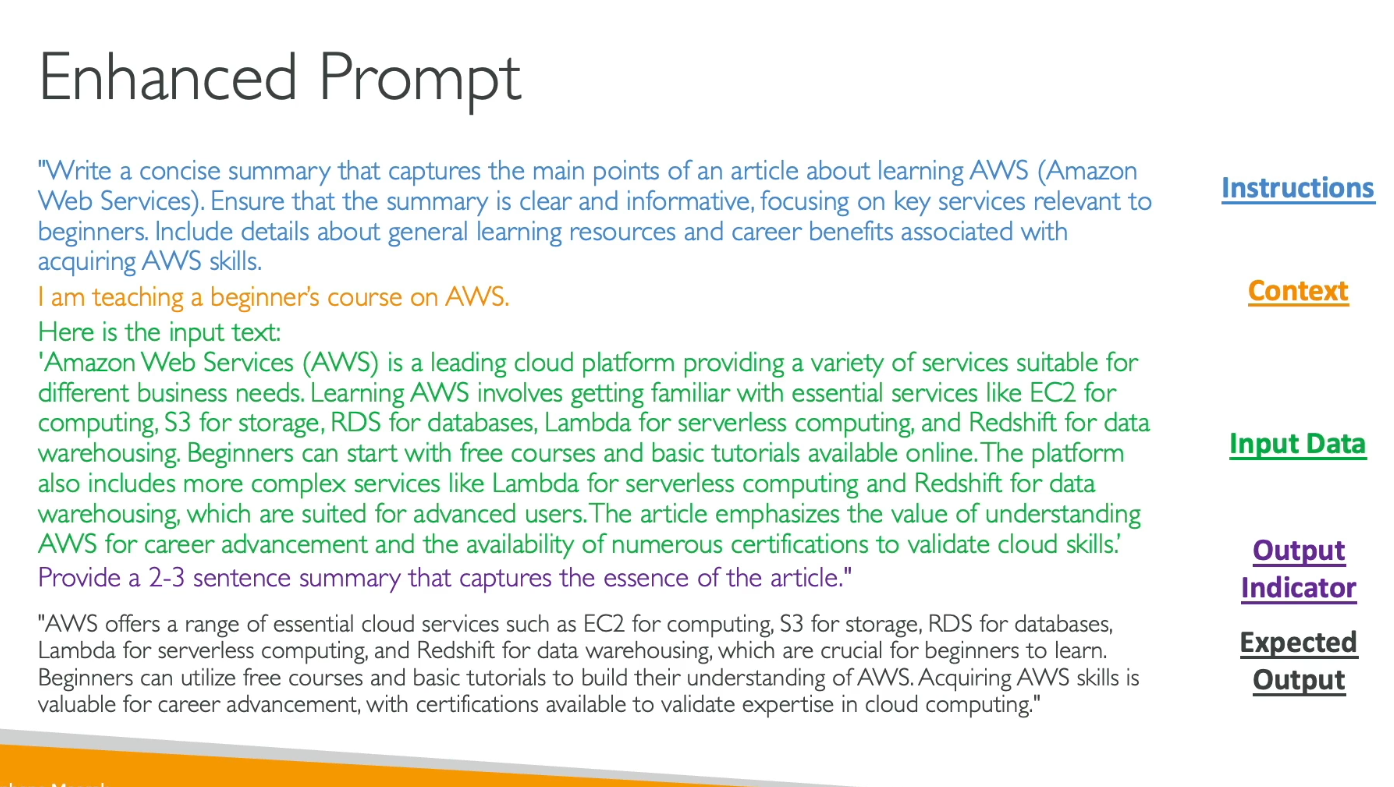 Enhanced Prompt
"Write a concise summary that captures the main points of an article about learning AWS (Amazon
Web Services). Ensure that the summary is clear and informative, focusing on key services relevant to
beginners. Include details about general learning resources and career benefits associated with
acquiring AWS skills.
Instructions
I am teaching a beginner's course on AWS.
Context
Here is the input text:
'Amazon Web Services (AWS) is a leading cloud platform providing a variety of services suitable for
different business needs. Learning AWS involves getting familiar with essential services like EC2 for
computing, S3 for storage, RDS for databases, Lambda for serverless computing, and Redshift for data
warehousing. Beginners can start with free courses and basic tutorials available online. The platform
also includes more complex services like Lambda for serverless computing and Redshift for data
warehousing, which are suited for advanced users. The article emphasizes the value of understanding
AWS for career advancement and the availability of numerous certifications to validate cloud skills.'
Input Data
Provide a 2-3 sentence summary that captures the essence of the article."
Output
Indicator
"AWS offers a range of essential cloud services such as EC2 for computing, S3 for storage, RDS for databases,
Lambda for serverless computing, and Redshift for data warehousing, which are crucial for beginners to learn.
Beginners can utilize free courses and basic tutorials to build their understanding of AWS. Acquiring AWS skills is
valuable for career advancement, with certifications available to validate expertise in cloud computing."
Expected
Output